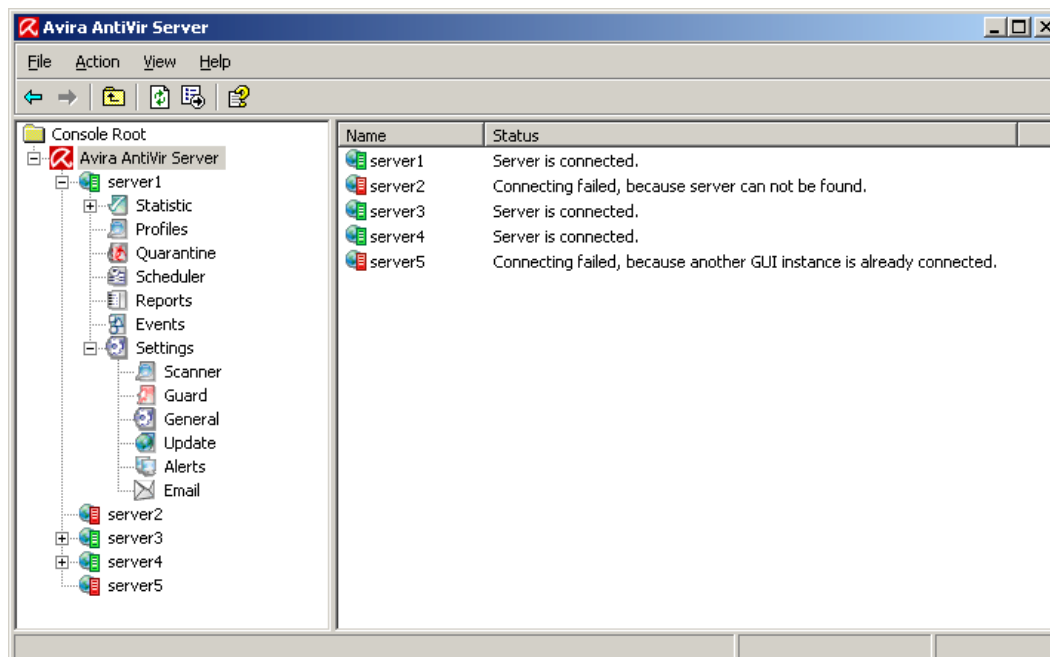 Avira AntiVir Server
File Action View Help
Console Root
Avira AntiVir Server
server1
Statistic
Profiles
Quarantine
Scheduler
Reports
Events
Settings
Scanner
Guard
General
Update
Alerts
Email
server2
server3
server4
server5
Name Status
server1 Server is connected.
server2 Connecting failed, because server can not be found.
server3 Server is connected.
server4 Server is connected.
server5 Connecting failed, because another GUI instance is already connected.